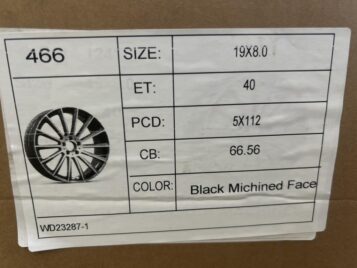 466 SIZE: 19X8.0
ET: 40
PCD: 5X112
CB: 66.56
COLOR: Black Michined Face
WD23287-1